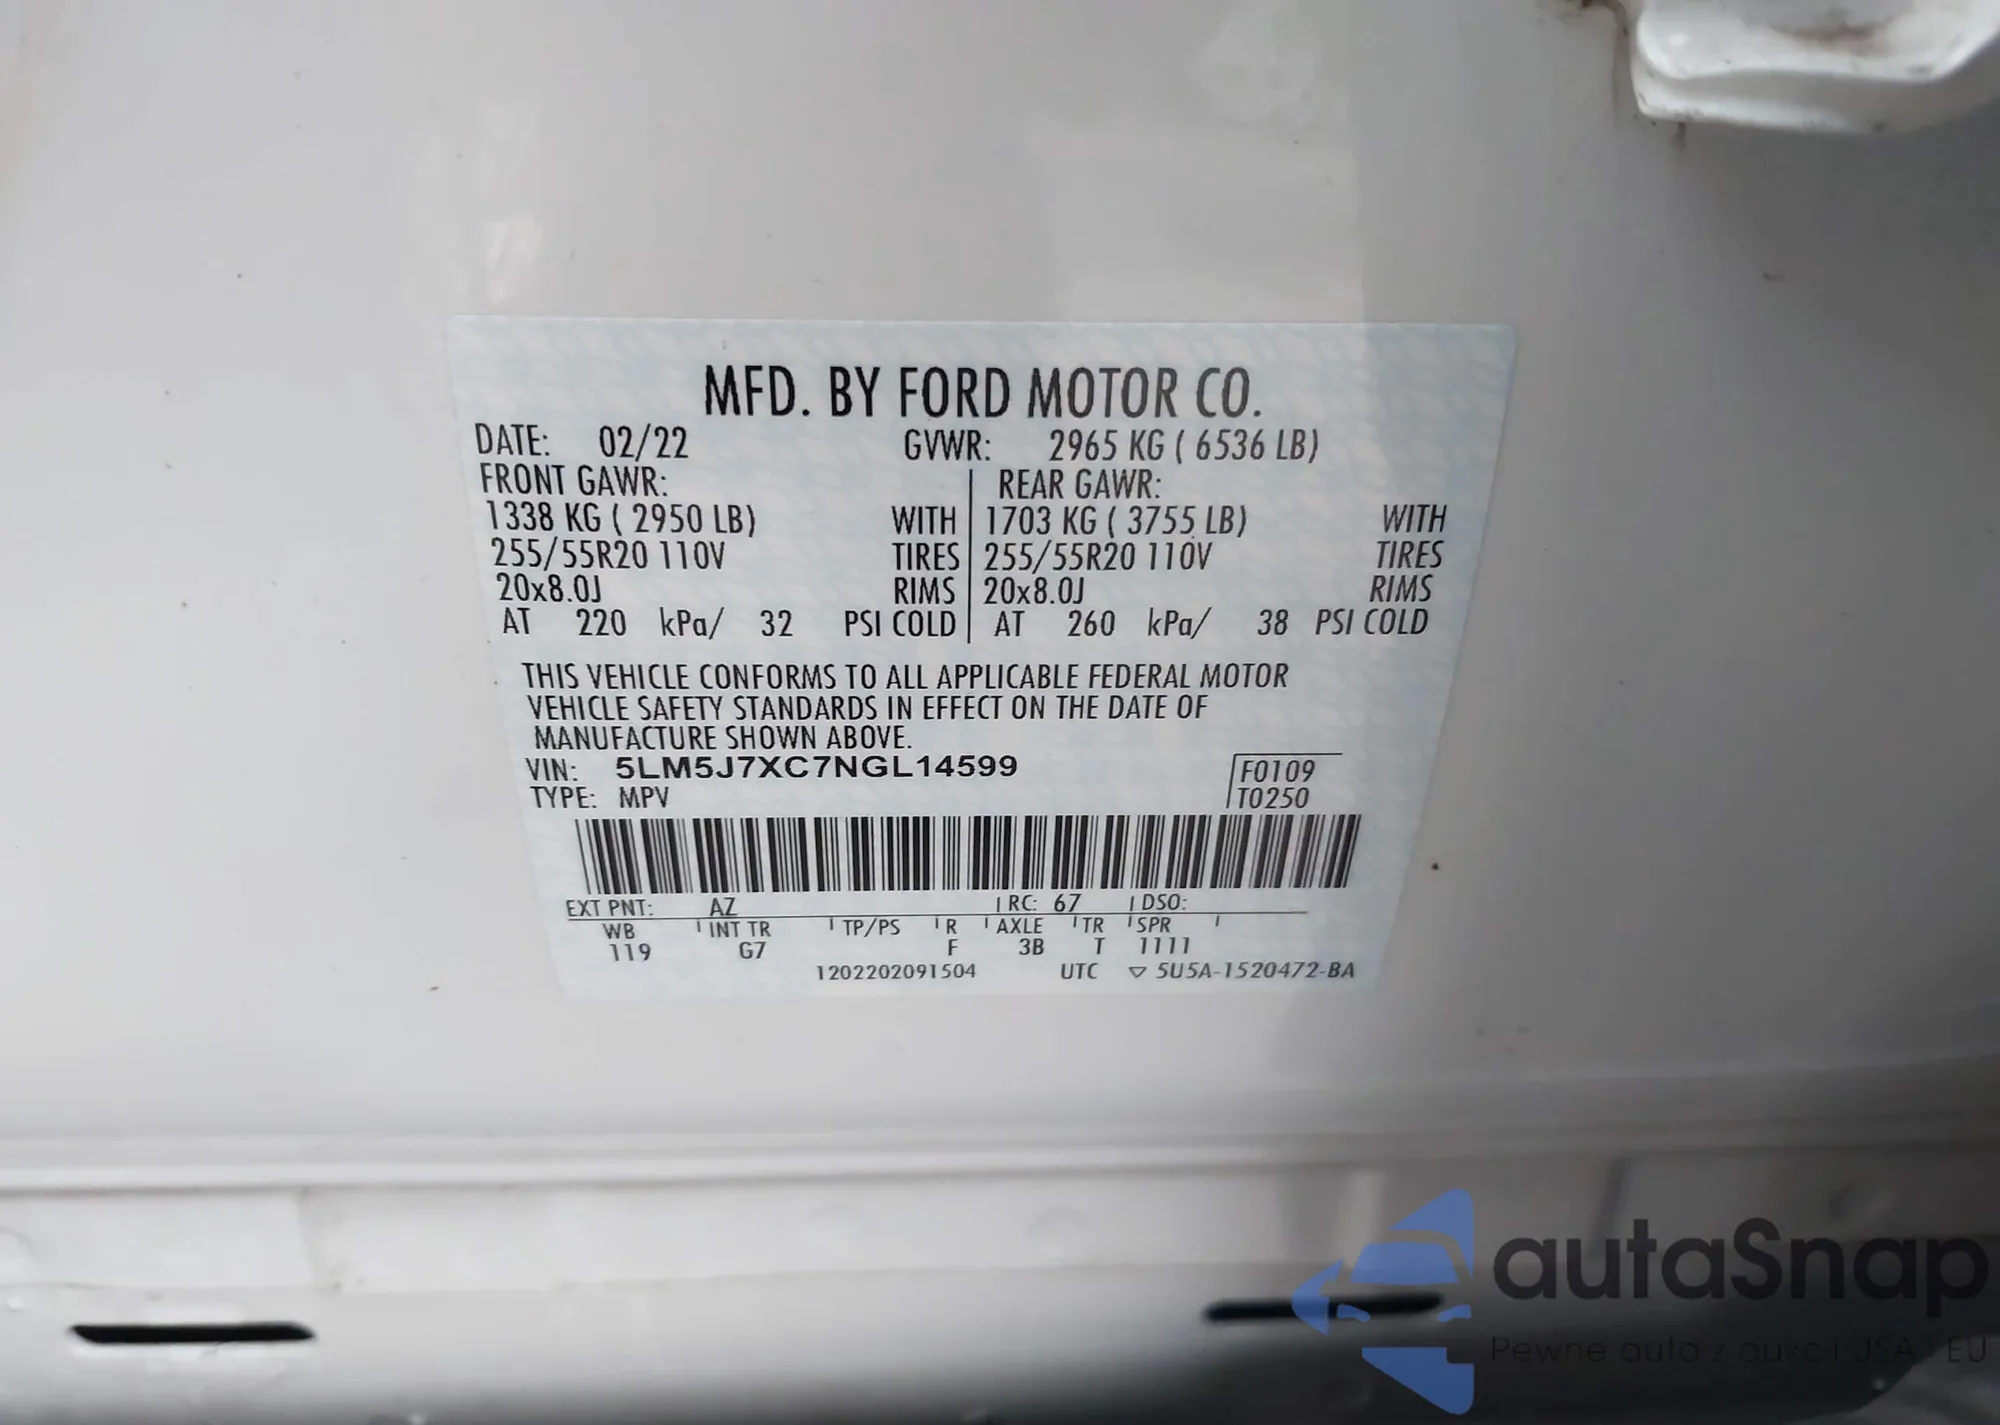 MFD. BY FORD MOTOR CO.
DATE: 02/22 GVWR: 2965 KG ( 6536 LB)
FRONT GAWR: REAR GAWR:
1338 KG ( 2950 LB) WITH 1703 KG ( 3755 LB) WITH
255/55R20 110V TIRES 255/55R20 110V TIRES
20x8.0J RIMS 20x8.0J RIMS
AT 220 kPa/ 32 PSI COLD AT 260 kPa/ 38 PSI COLD
THIS VEHICLE CONFORMS TO ALL APPLICABLE FEDERAL MOTOR
VEHICLE SAFETY STANDARDS IN EFFECT ON THE DATE OF
MANUFACTURE SHOWN ABOVE.
VIN: 5LM5J7XC7NGL14599 F0109
TYPE: MPV T0250
EXT PNT: AZ RC: 67 DSO:
WB INT TR TP/PS R AXLE TR SPR
119 G7 F 3B T 1111
1202202091504 UTC ▽ 5U5A-1520472-BA
autaSnap
Pewne auta z aukcji USA i EU